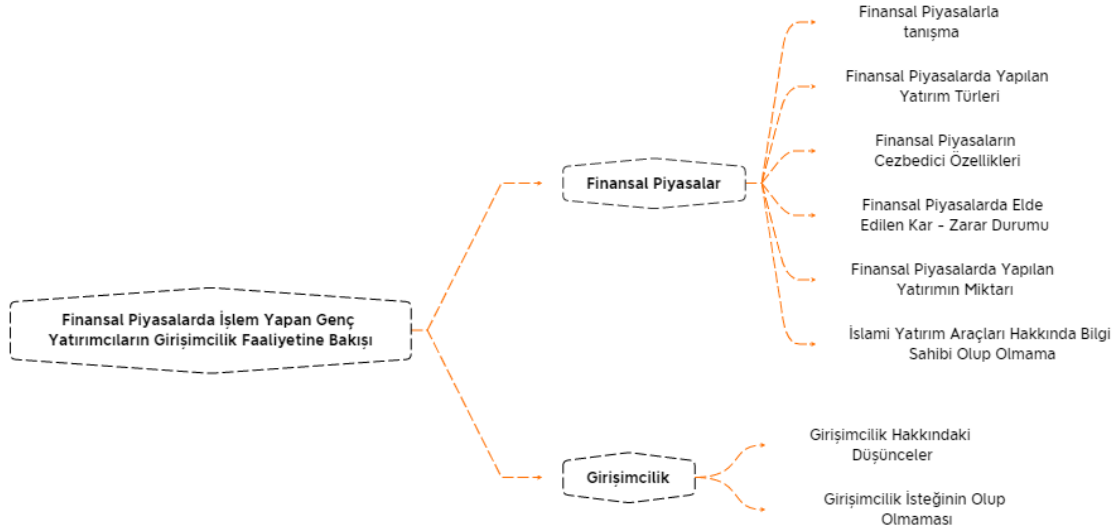 Finansal Piyasalarda İşlem Yapan Genç
Yatırımcıların Girişimcilik Faaliyetine Bakışı
Finansal Piyasalar
Finansal Piyasalarla
tanışma
Finansal Piyasalarda Yapılan
Yatırım Türleri
Finansal Piyasaların
Cezbedici Özellikleri
Finansal Piyasalarda Elde
Edilen Kar - Zarar Durumu
Finansal Piyasalarda Yapılan
Yatırımın Miktarı
İslami Yatırım Araçları Hakkında Bilgi
Sahibi Olup Olmama
Girişimcilik
Girişimcilik Hakkındaki
Düşünceler
Girişimcilik İsteğinin Olup
Olmaması